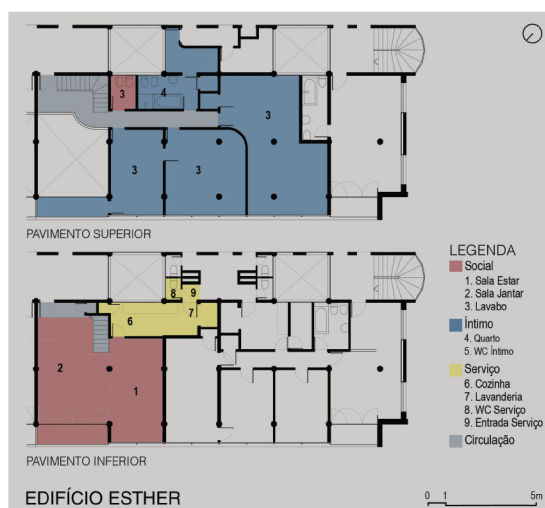 3
4
3
3
3
PAVIMENTO SUPERIOR
8
9
7
6
2
1
PAVIMENTO INFERIOR
EDIFÍCIO ESTHER
LEGENDA
Social
1. Sala Estar
2. Sala Jantar
3. Lavabo
Íntimo
4. Quarto
5. WC Íntimo
Serviço
6. Cozinha
7. Lavanderia
8. WC Serviço
9. Entrada Serviço
Circulação
0 1 5m